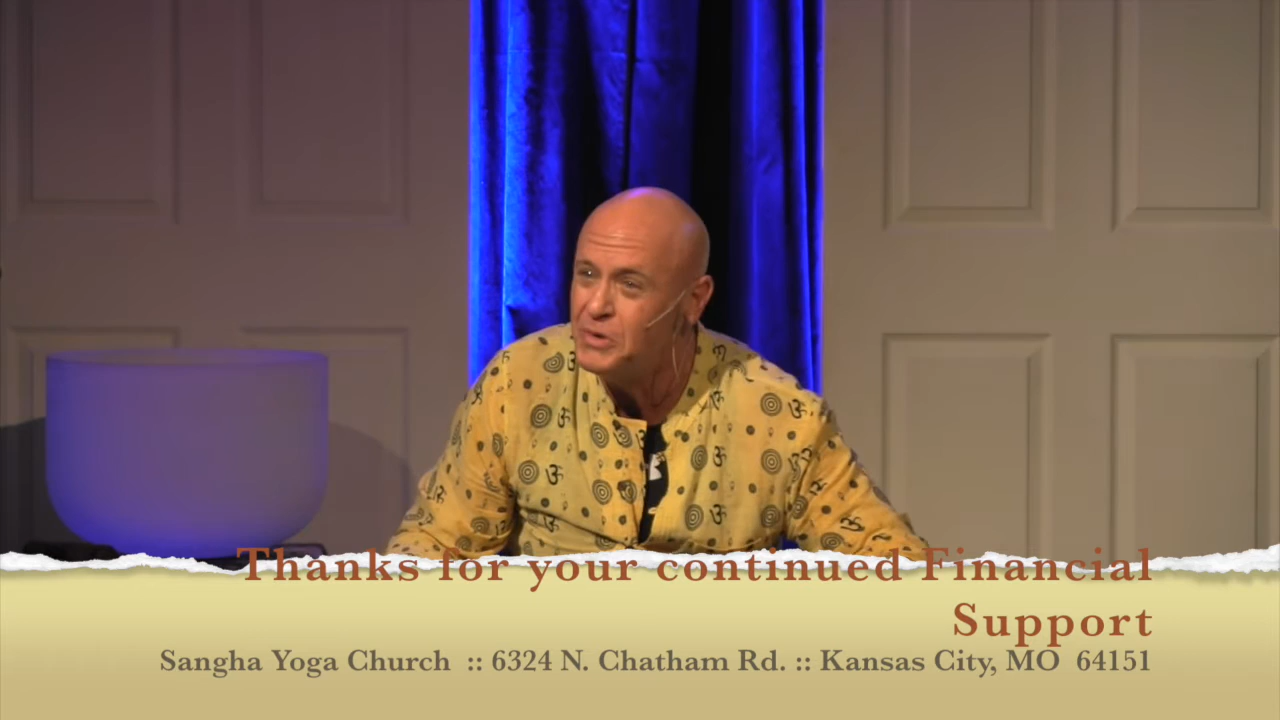 Thanks for your continued Financial
Support
Sangha Yoga Church :: 6324 N. Chatham Rd. :: Kansas City, MO 64151